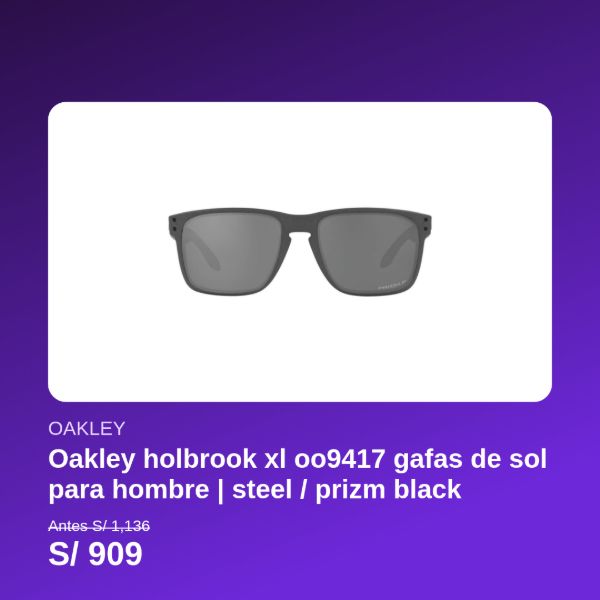 OAKLEY
Oakley holbrook xl oo9417 gafas de sol
para hombre | steel / prizm black
Antes S/ 1,136
S/ 909